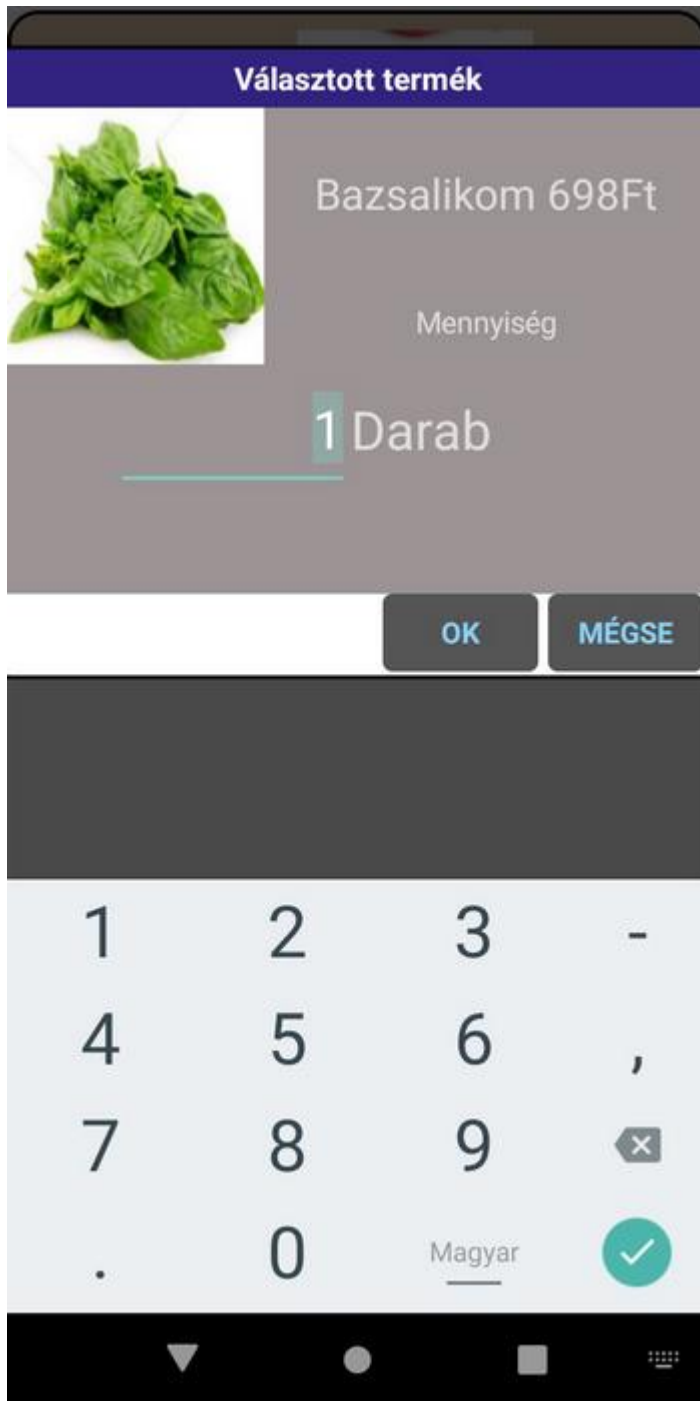 Választott termék
Bazsalikom 698Ft
Mennyiség
1 Darab
OK MÉGSE
1 2 3 -
4 5 6 ,
7 8 9
. 0 Magyar